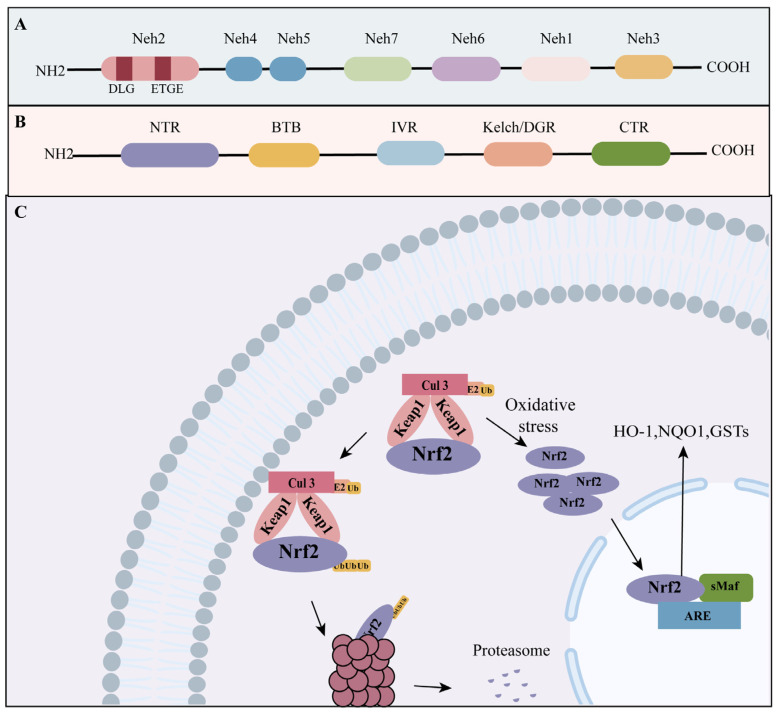 A
Neh2
Neh4
Neh5
Neh7
Neh6
Neh1
Neh3
NH2
COOH
DLG
ETGE
B
NTR
BTB
IVR
Kelch/DGR
CTR
NH2
COOH
C
Cul 3
E2
Ub
Keap1
Keap1
Nrf2
Oxidative
stress
HO-1,NQO1,GSTs
Nrf2
Nrf2
Nrf2
Nrf2
Cul 3
E2
Ub
Keap1
Keap1
Nrf2
UbUbUb
Nrf2
sMaf
ARE
Nrf2
Proteasome